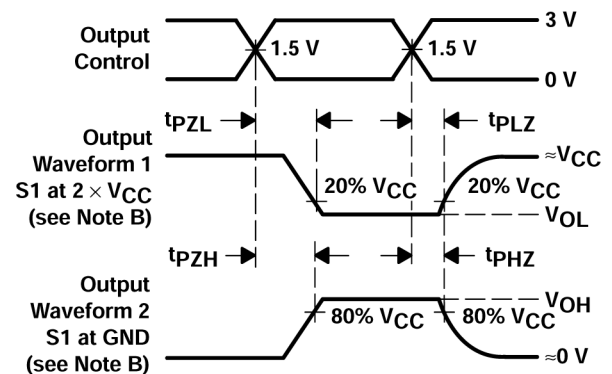 Output
Control
3 V
1.5 V
1.5 V
0 V
tPZL
tPLZ
Output
Waveform 1
S1 at 2 × VCC
(see Note B)
≈VCC
20% VCC
20% VCC
VOL
tPZH
tPHZ
Output
Waveform 2
S1 at GND
(see Note B)
VOH
80% VCC
80% VCC
≈0 V